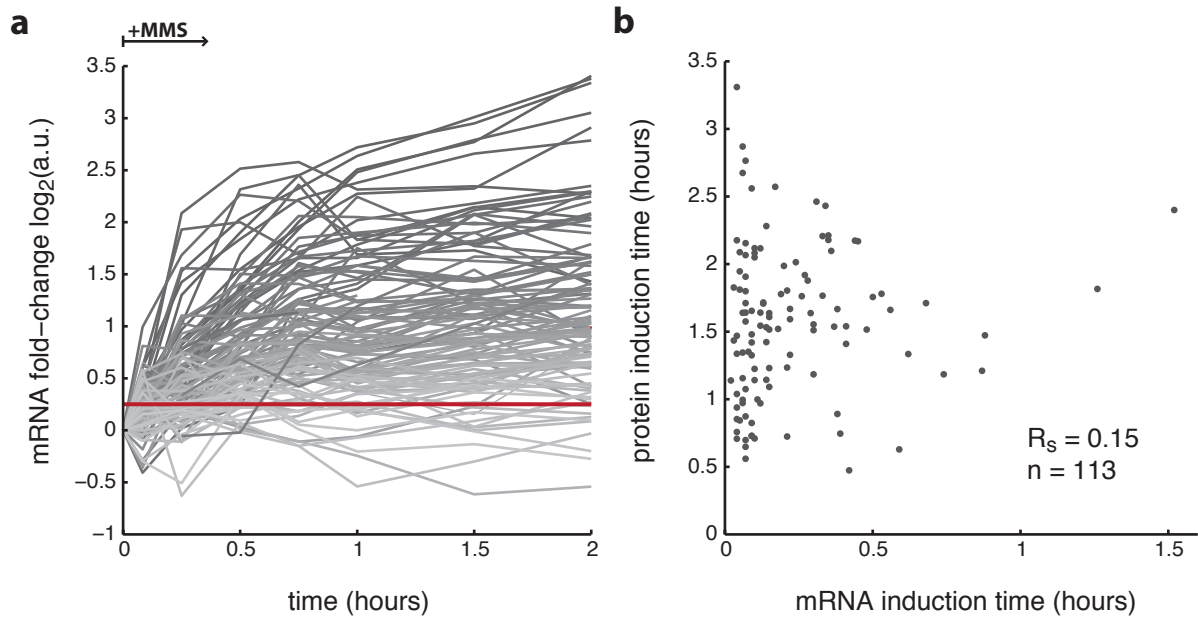 a
+MMS
mRNA fold−change log2(a.u.)
3.5
3
2.5
2
1.5
1
0.5
0
−0.5
−1
0 0.5 1 1.5 2
time (hours)
b
protein induction time (hours)
3.5
3
2.5
2
1.5
1
0.5
0
Rs = 0.15
n = 113
0 0.5 1 1.5
mRNA induction time (hours)